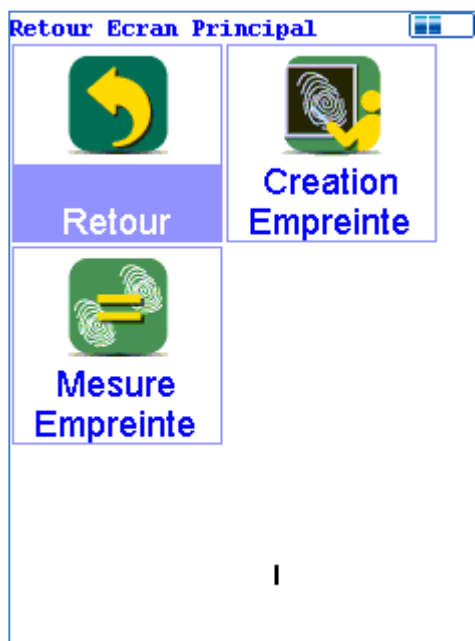 Retour Ecran Principal
Retour
Creation
Empreinte
Mesure
Empreinte